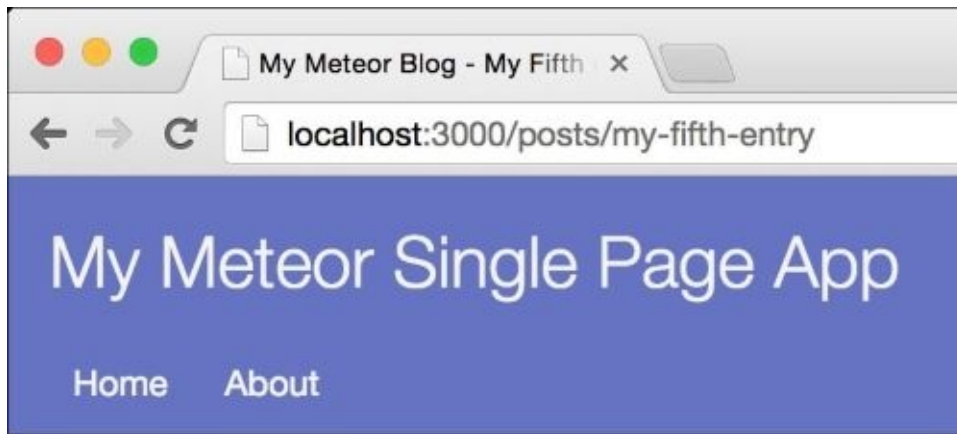 My Meteor Blog - My Fifth
localhost:3000/posts/my-fifth-entry
My Meteor Single Page App
Home About